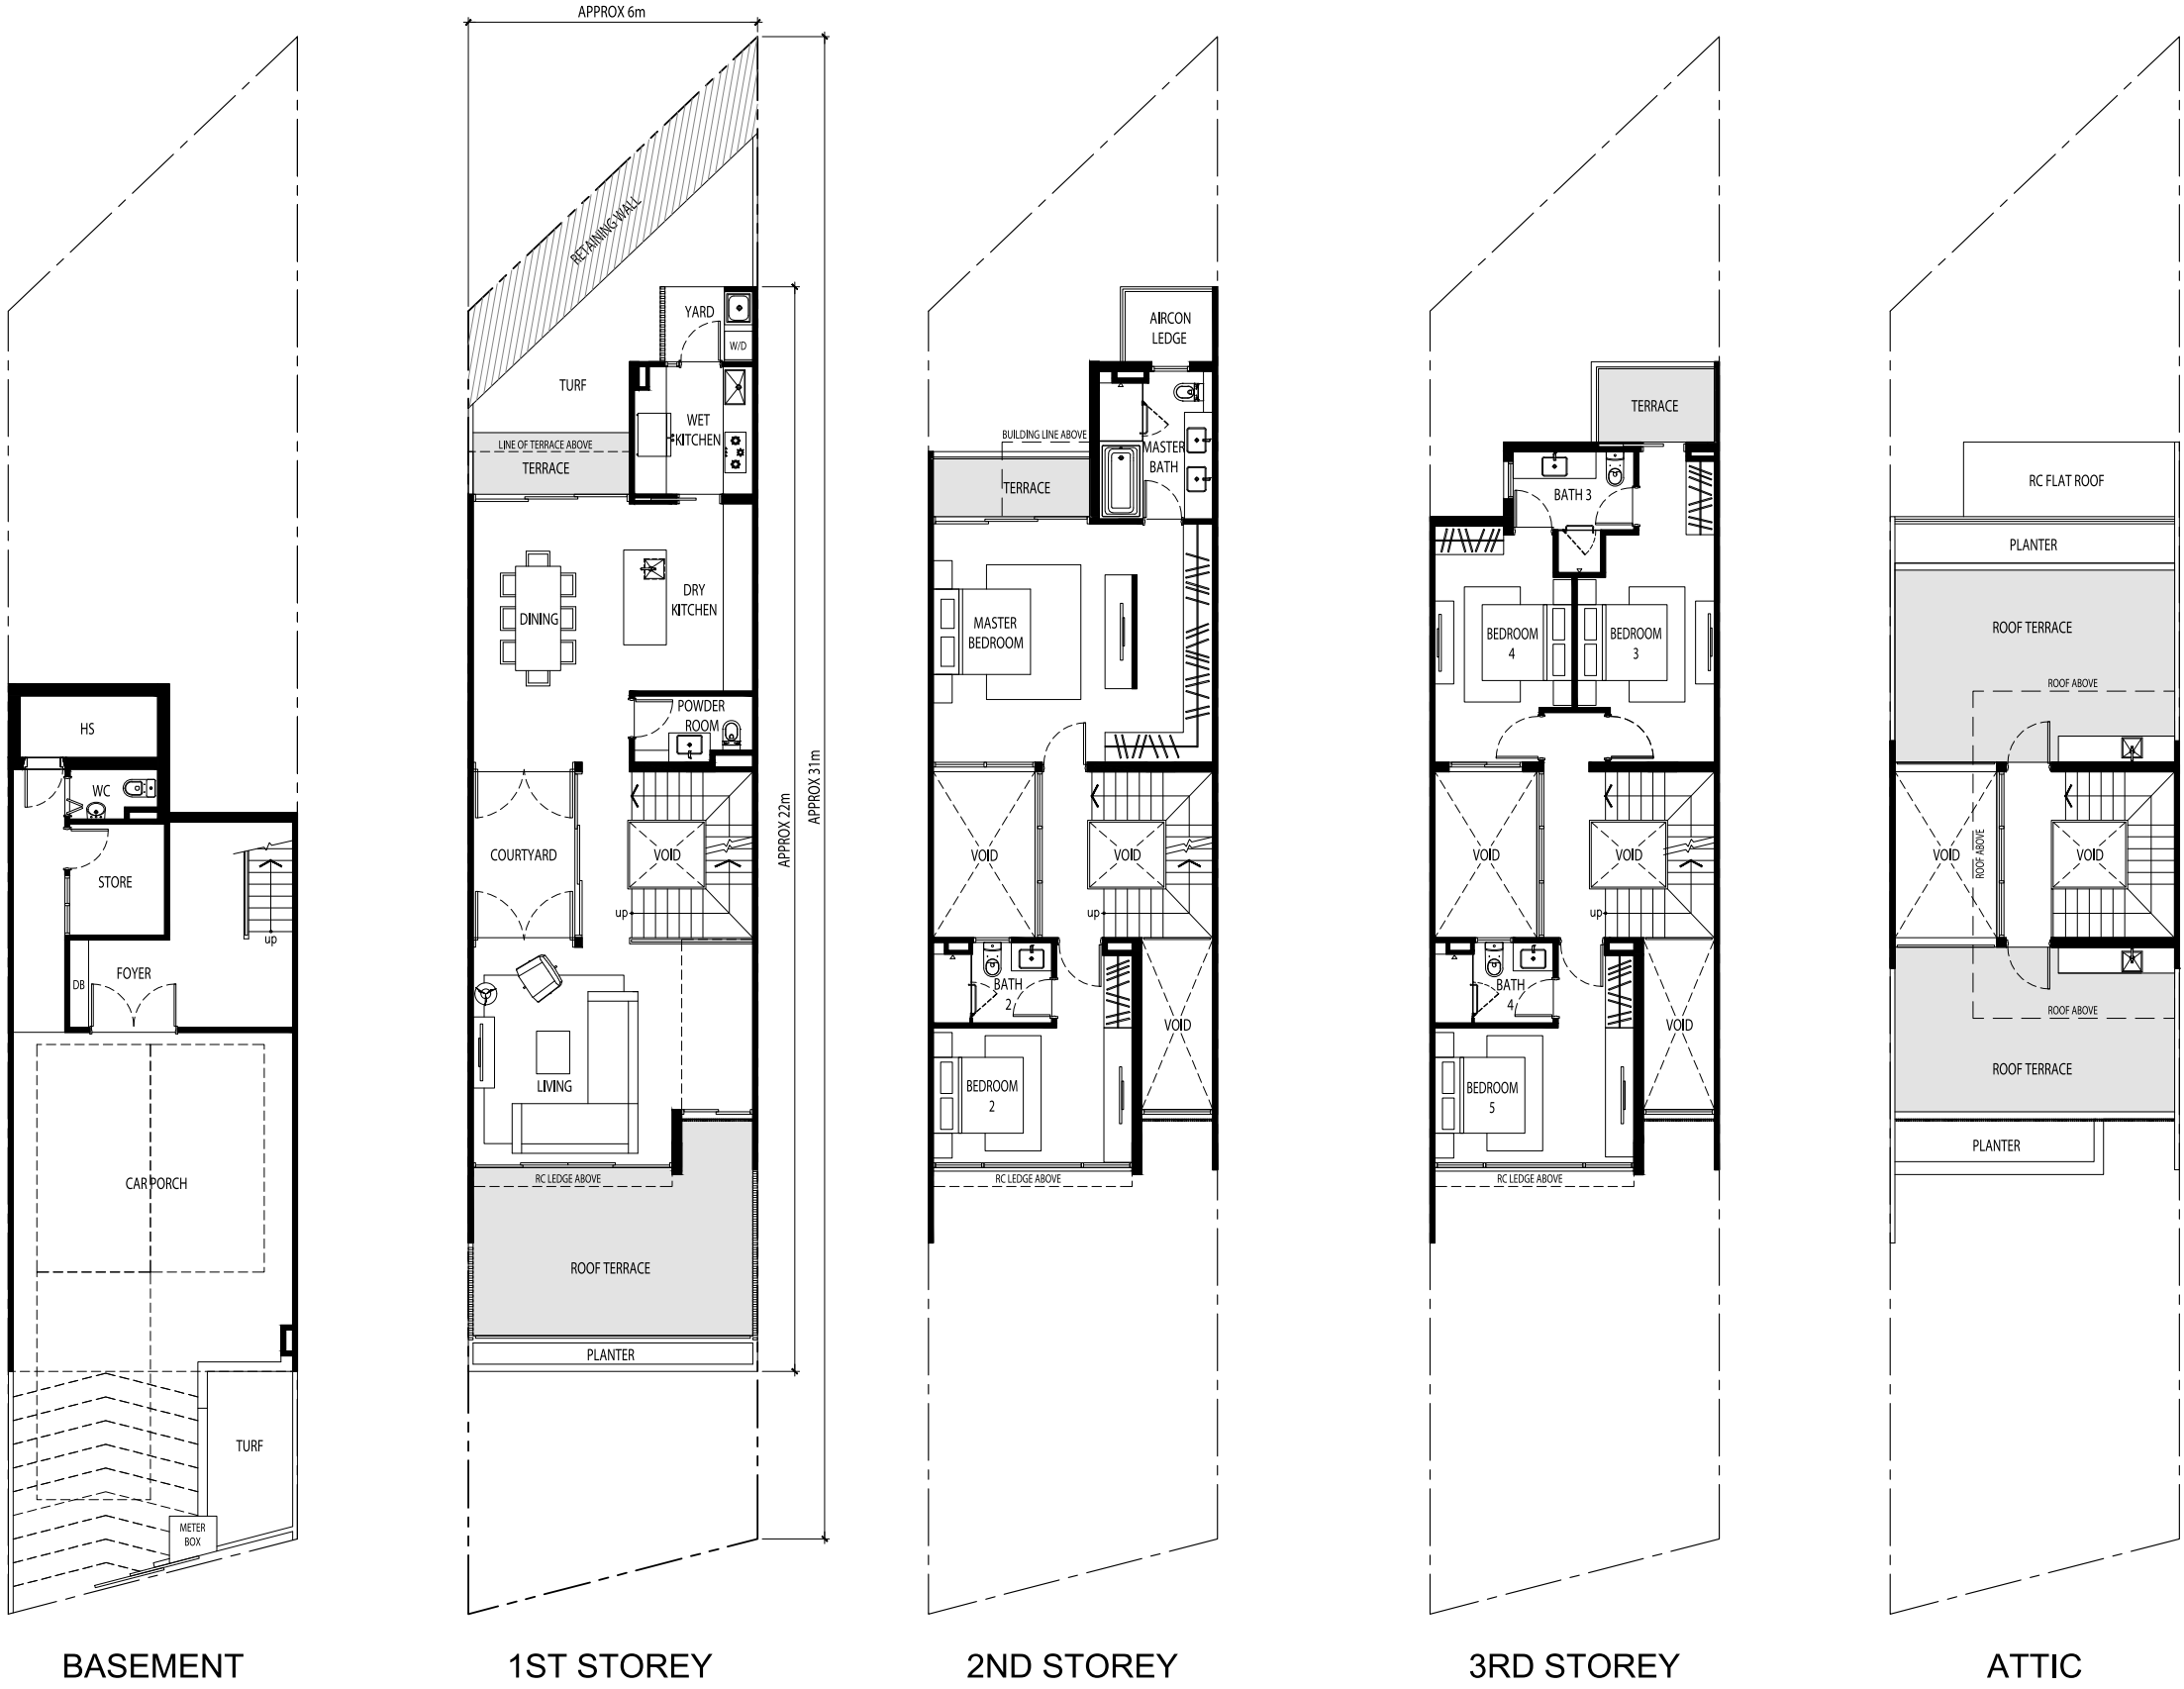 HS
WC
STORE
up
DB
FOYER
CAR PORCH
TURF
METER
BOX
BASEMENT
APPROX 6m
RETAINING WALL
YARD
W/D
TURF
WET
KITCHEN
LINE OF TERRACE ABOVE
TERRACE
DRY
KITCHEN
DINING
POWDER
ROOM
COURTYARD
VOID
up
LIVING
RC LEDGE ABOVE
ROOF TERRACE
PLANTER
APPROX 22m
APPROX 31m
1ST STOREY
AIRCON
LEDGE
BUILDING LINE ABOVE
MASTER
BATH
TERRACE
MASTER
BEDROOM
VOID
VOID
up
BATH
2
VOID
BEDROOM
2
RC LEDGE ABOVE
2ND STOREY
TERRACE
BATH 3
BEDROOM
4
BEDROOM
3
VOID
VOID
up
BATH
4
VOID
BEDROOM
5
RC LEDGE ABOVE
3RD STOREY
RC FLAT ROOF
PLANTER
ROOF TERRACE
ROOF ABOVE
VOID
ROOF ABOVE
VOID
ROOF ABOVE
ROOF TERRACE
PLANTER
ATTIC